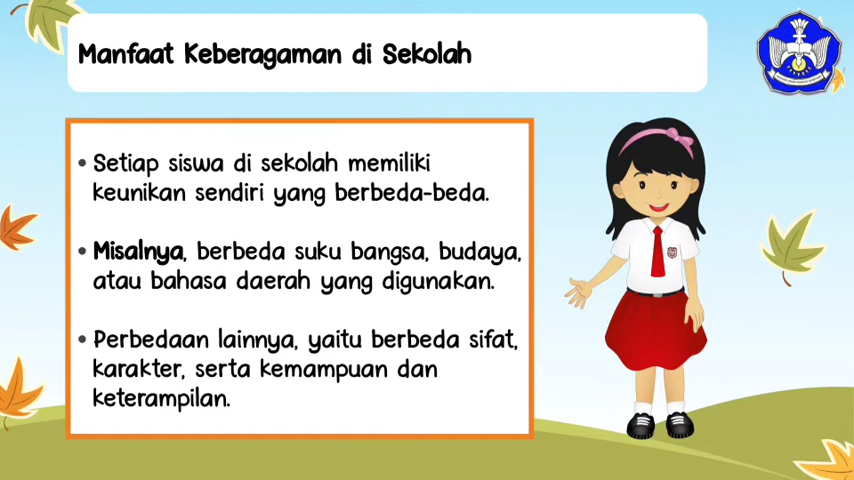 Manfaat Keberagaman di Sekolah
• Setiap siswa di sekolah memiliki
keunikan sendiri yang berbeda-beda.
• Misalnya, berbeda suku bangsa, budaya,
atau bahasa daerah yang digunakan.
• Perbedaan lainnya, yaitu berbeda sifat,
karakter, serta kemampuan dan
keterampilan.